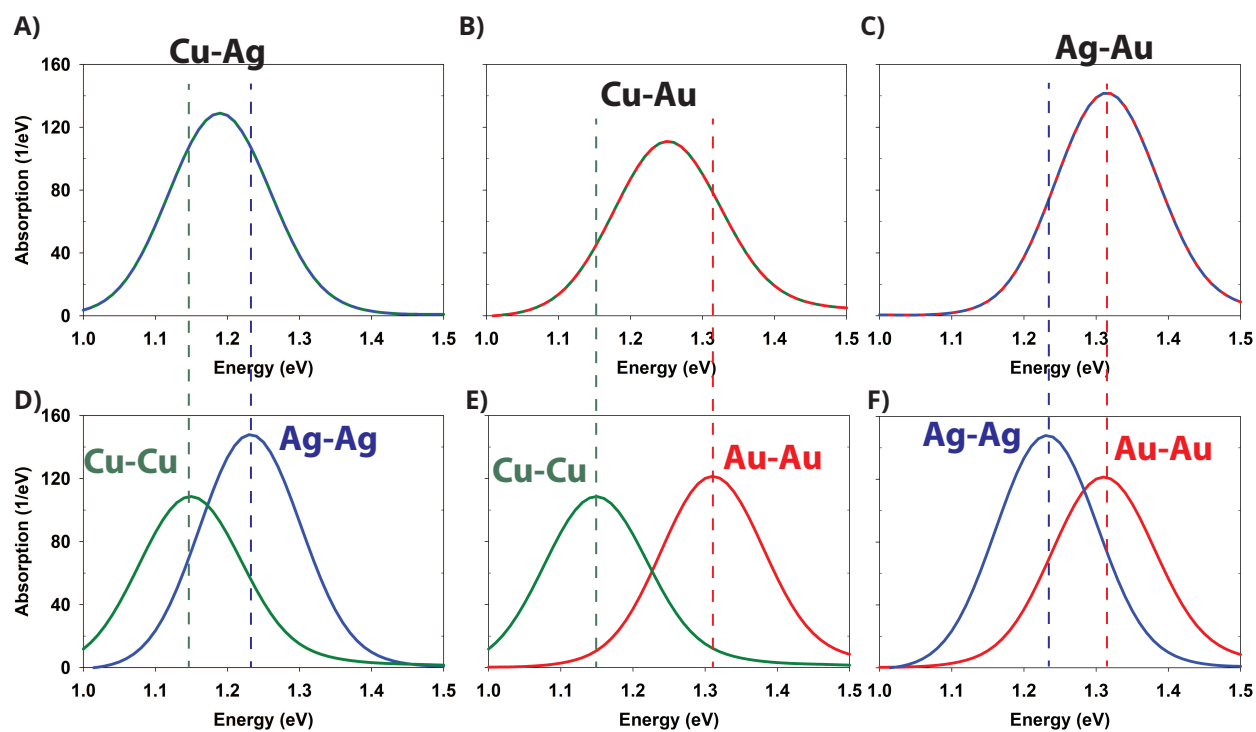 A)
Cu-Ag
160
120
80
40
0
Absorption (1/eV)
1.0 1.1 1.2 1.3 1.4 1.5
Energy (eV)
B)
Cu-Au
1.0 1.1 1.2 1.3 1.4 1.5
Energy (eV)
C)
Ag-Au
1.0 1.1 1.2 1.3 1.4 1.5
Energy (eV)
D)
160
120
80
40
0
Absorption (1/eV)
Cu-Cu
Ag-Ag
1.0 1.1 1.2 1.3 1.4 1.5
Energy (eV)
E)
Cu-Cu
Au-Au
1.0 1.1 1.2 1.3 1.4 1.5
Energy (eV)
F)
Ag-Ag
Au-Au
1.0 1.1 1.2 1.3 1.4 1.5
Energy (eV)